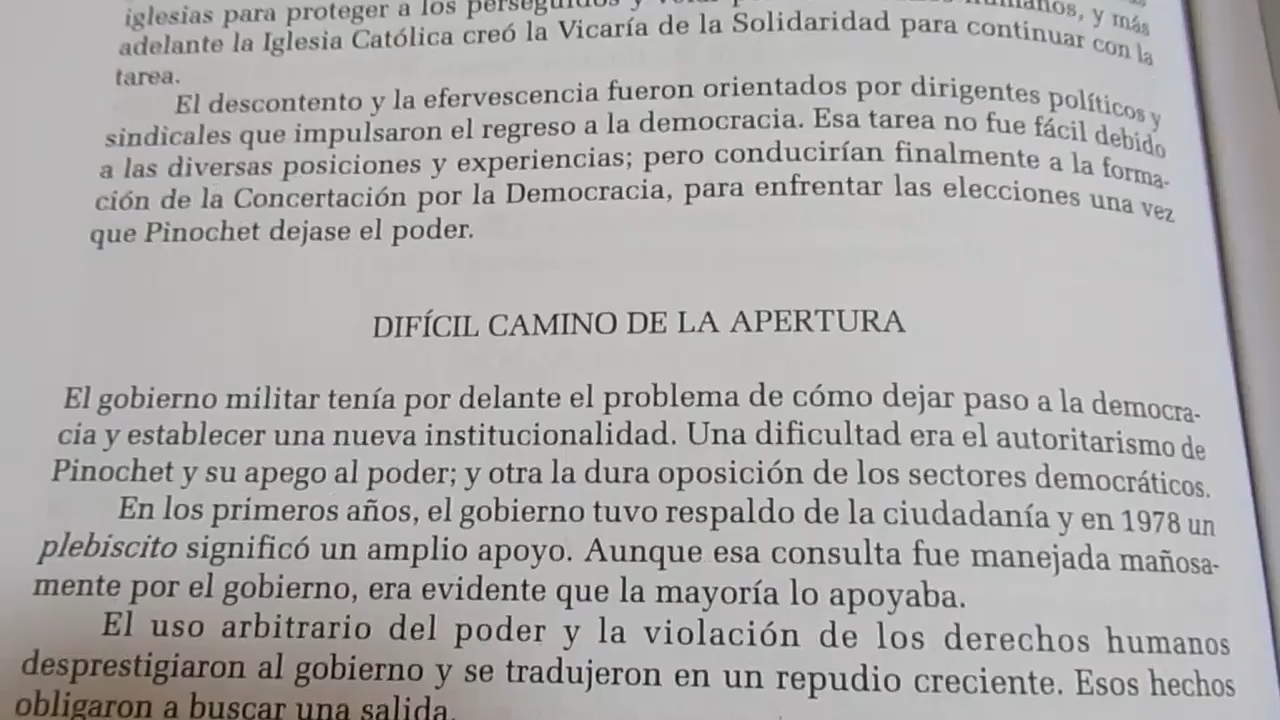 iglesias para proteger a los perseguidos y humanos, y más
adelante la Iglesia Católica creó la Vicaría de la Solidaridad para continuar con la
tarea.
El descontento y la efervescencia fueron orientados por dirigentes políticos y
sindicales que impulsaron el regreso a la democracia. Esa tarea no fue fácil debido
a las diversas posiciones y experiencias; pero conducirían finalmente a la forma-
ción de la Concertación por la Democracia, para enfrentar las elecciones una vez
que Pinochet dejase el poder.
DIFÍCIL CAMINO DE LA APERTURA
El gobierno militar tenía por delante el problema de cómo dejar paso a la democra-
cia y establecer una nueva institucionalidad. Una dificultad era el autoritarismo de
Pinochet y su apego al poder; y otra la dura oposición de los sectores democráticos.
En los primeros años, el gobierno tuvo respaldo de la ciudadanía y en 1978 un
plebiscito significó un amplio apoyo. Aunque esa consulta fue manejada mañosa-
mente por el gobierno, era evidente que la mayoría lo apoyaba.
El uso arbitrario del poder y la violación de los derechos humanos
desprestigiaron al gobierno y se tradujeron en un repudio creciente. Esos hechos
obligaron a buscar una salida.